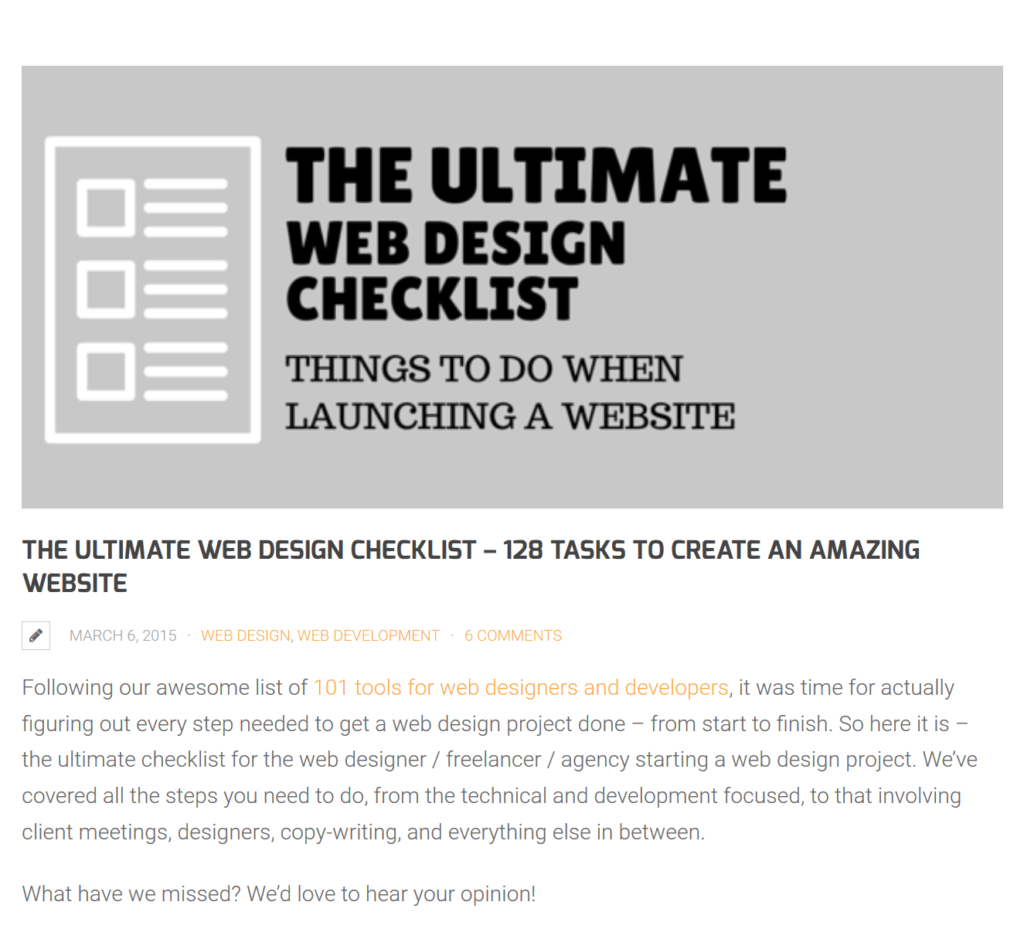 THE ULTIMATE
WEB DESIGN
CHECKLIST
THINGS TO DO WHEN
LAUNCHING A WEBSITE
THE ULTIMATE WEB DESIGN CHECKLIST – 128 TASKS TO CREATE AN AMAZING
WEBSITE
MARCH 6, 2015 · WEB DESIGN, WEB DEVELOPMENT · 6 COMMENTS
Following our awesome list of 101 tools for web designers and developers, it was time for actually
figuring out every step needed to get a web design project done – from start to finish. So here it is –
the ultimate checklist for the web designer / freelancer / agency starting a web design project. We’ve
covered all the steps you need to do, from the technical and development focused, to that involving
client meetings, designers, copy-writing, and everything else in between.
What have we missed? We’d love to hear your opinion!